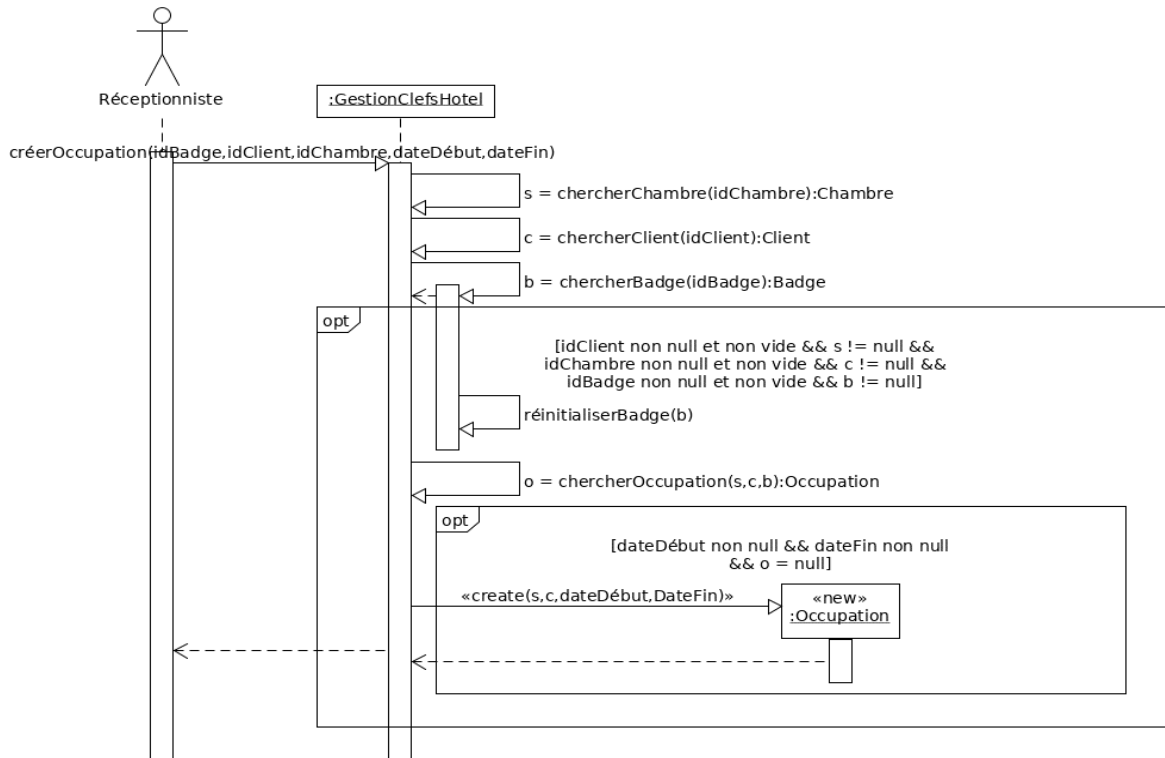 Réceptionniste
:GestionClefsHotel
créerOccupation(idBadge,idClient,idChambre,dateDébut,dateFin)
s = chercherChambre(idChambre):Chambre
c = chercherClient(idClient):Client
b = chercherBadge(idBadge):Badge
opt
[idClient non null et non vide && s != null &&
idChambre non null et non vide && c != null &&
idBadge non null et non vide && b != null]
réinitialiserBadge(b)
o = chercherOccupation(s,c,b):Occupation
opt
[dateDébut non null && dateFin non null
&& o = null]
«create(s,c,dateDébut,DateFin)»
«new»
:Occupation